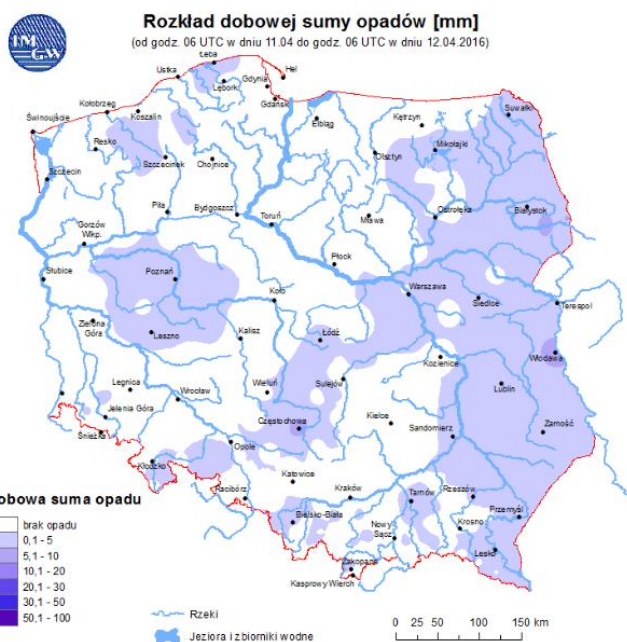 IM
GW
Rozkład dobowej sumy opadów [mm]
(od godz. 06 UTC w dniu 11.04 do godz. 06 UTC w dniu 12.04.2016)
Łeba
Hel
Ustka
Gdynia
Lębork
Gdańsk
Kołobrzeg
Koszalin
Suwałki
Świnoujście
Elbląg
Kętrzyn
Resko
Mikołajki
Szczecinek
Chojnice
Olsztyn
Szczecin
Piła
Bydgoszcz
Toruń
Mława
Ostrołęka
Białystok
Gorzów
Wlkp.
Płock
Słubice
Poznań
Koło
Warszawa
Siedlce
Terespol
Zielona
Góra
Leszno
Kalisz
Łódź
Kozienice
Włodawa
Legnica
Wrocław
Wieluń
Sulejów
Lublin
Jelenia Góra
Śnieżka
Częstochowa
Kielce
Sandomierz
Zamość
Opole
Kłodzko
Katowice
Racibórz
Kraków
Tarnów
Rzeszów
Przemyśl
Bielsko-Biała
Nowy
Sącz
Krosno
Lesko
Zakopane
Kasprowy Wierch
obowa suma opadu
brak opadu
0,1 - 5
5,1 - 10
10,1 - 20
20,1 - 30
30,1 - 50
50,1 - 100
Rzeki
Jeziora i zbiorniki wodne
0 25 50 100 150 km